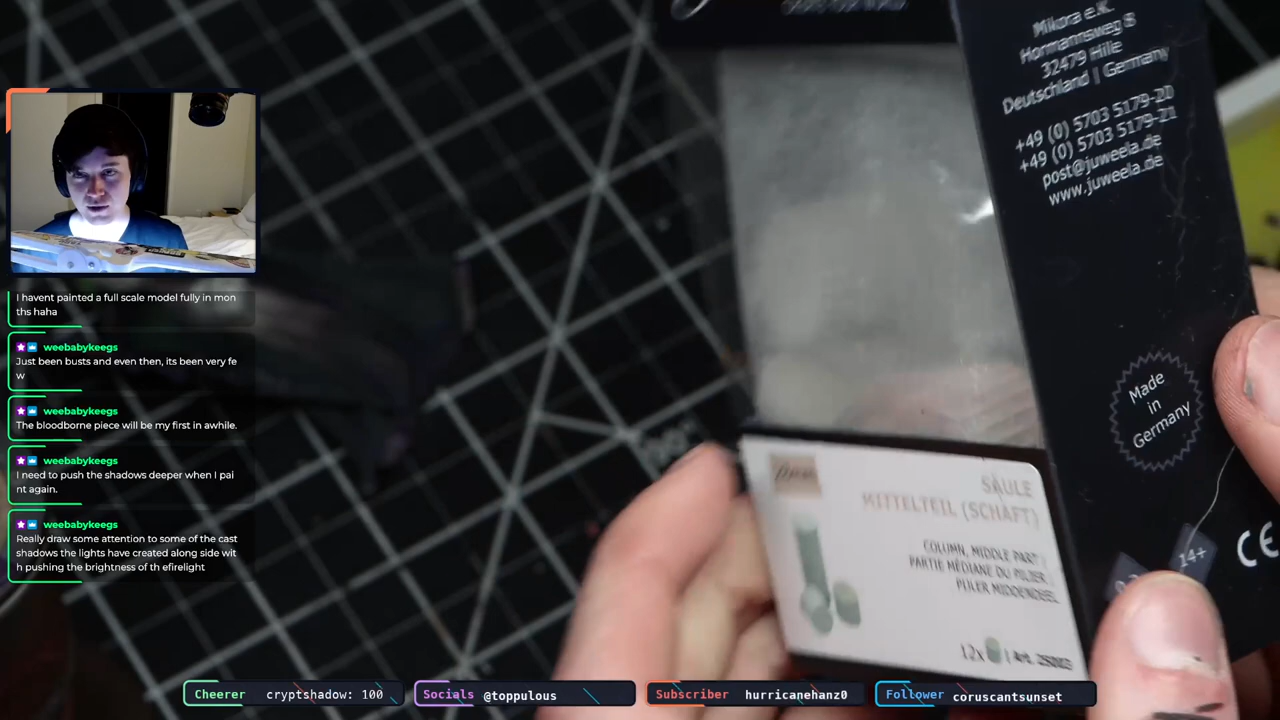 I havent painted a full scale model fully in mon
ths haha
weebabykeegs
Just been busts and even then, its been very fe
w
weebabykeegs
The bloodborne piece will be my first in awhile.
weebabykeegs
I need to push the shadows deeper when I pai
nt again.
weebabykeegs
Really draw some attention to some of the cast
shadows the lights have created along side wit
h pushing the brightness of th efirelight
Mikora e.K.
Hormannsweg 8
32479 Hille
Deutschland | Germany
+49 (0) 5703 5179-20
+49 (0) 5703 5179-21
post@juweela.de
www.juweela.de
Made
in
Germany
14+
CE
SÄULE
MITTELTEIL (SCHAFT)
COLUMN, MIDDLE PART
PARTIE MÉDIANE DU PILIER
PIJLER MIDDENDEEL
12x | Art. 25003
Cheerer cryptshadow: 100
Socials @toppulous
Subscriber hurricanehanz0
Follower coruscantsunset